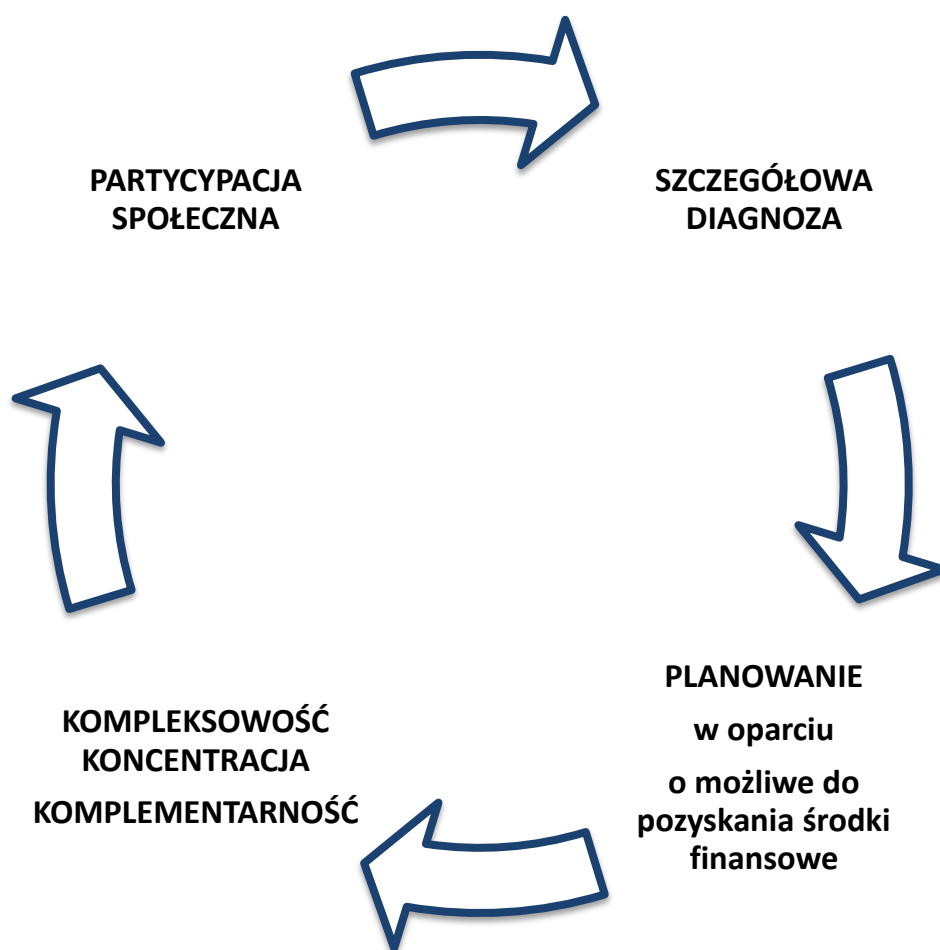 PARTYCYPACJA
SPOŁECZNA
SZCZEGÓŁOWA
DIAGNOZA
PLANOWANIE
w oparciu
o możliwe do
pozyskania środki
finansowe
KOMPLEKSOWOŚĆ
KONCENTRACJA
KOMPLEMENTARNOŚĆ